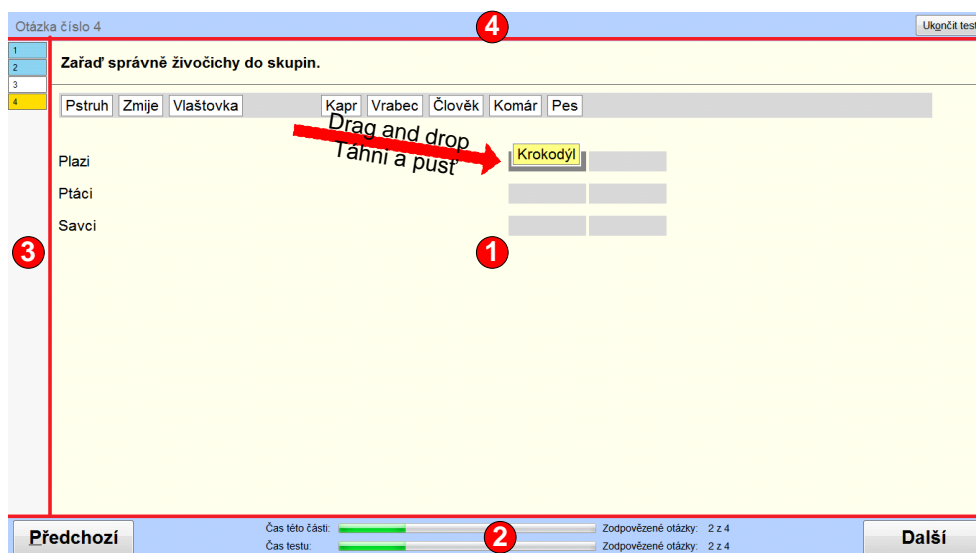 Otázka číslo 4
4
Ukončit test
1
2
3
4
Zařaď správně živočichy do skupin.
Pstruh Zmije Vlaštovka Kapr Vrabec Člověk Komár Pes
Drag and drop
Táhni a pusť
Plazi
Krokodýl
Ptáci
Savci
3
1
Předchozí
Čas této části:
Zodpovězené otázky: 2 z 4
2
Čas testu:
Zodpovězené otázky: 2 z 4
Další